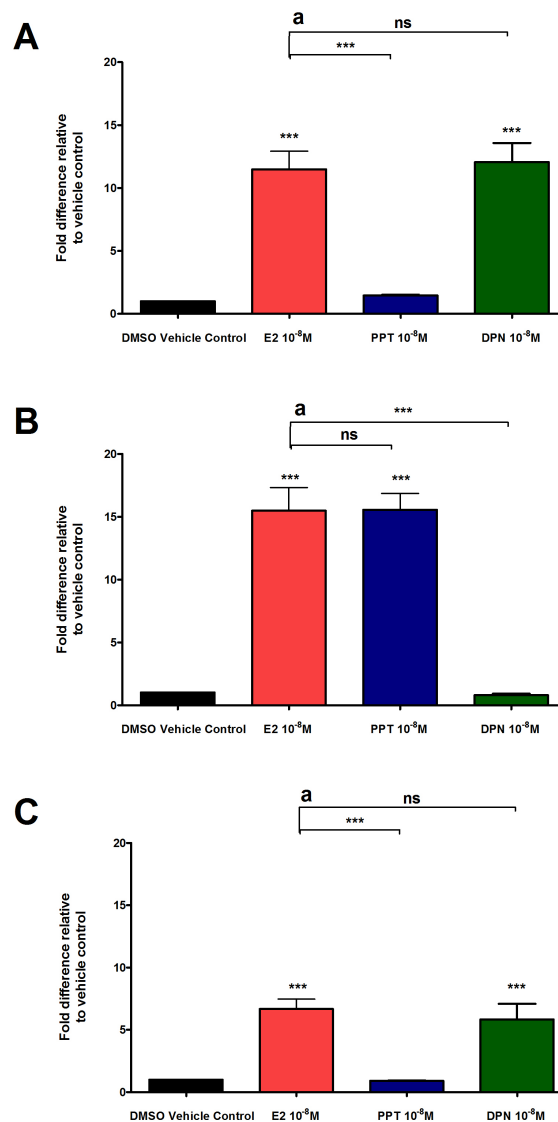 A
a
ns
***
Fold difference relative
to vehicle control
20
15
10
5
0
***
***
DMSO Vehicle Control
E2 10⁻⁸M
PPT 10⁻⁸M
DPN 10⁻⁸M
B
a
***
ns
Fold difference relative
to vehicle control
20
15
10
5
0
***
***
DMSO Vehicle Control
E2 10⁻⁸M
PPT 10⁻⁸M
DPN 10⁻⁸M
C
a
ns
***
Fold difference relative
to vehicle control
20
15
10
5
0
***
***
DMSO Vehicle Control
E2 10⁻⁸M
PPT 10⁻⁸M
DPN 10⁻⁸M